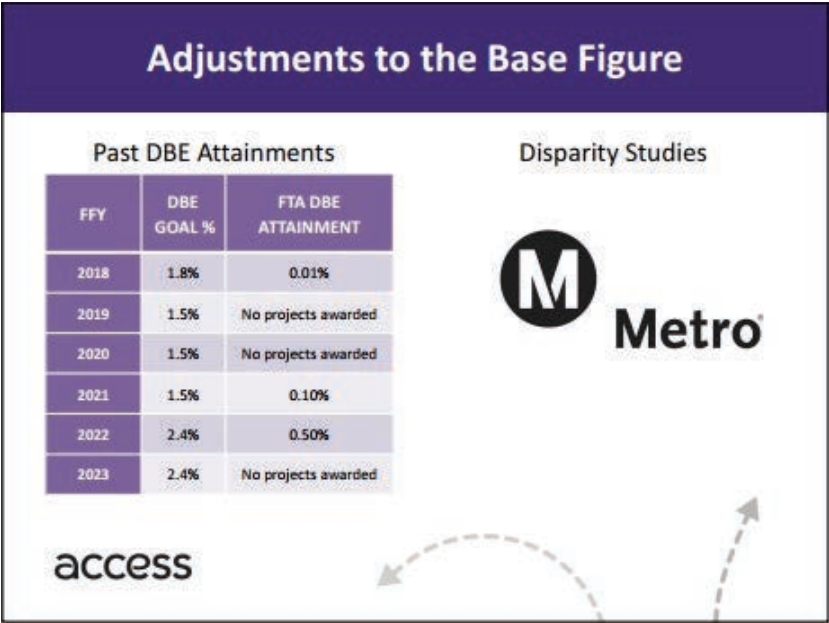 Adjustments to the Base Figure
Past DBE Attainments
FFY DBE GOAL % FTA DBE ATTAINMENT
2018 1.8% 0.01%
2019 1.5% No projects awarded
2020 1.5% No projects awarded
2021 1.5% 0.10%
2022 2.4% 0.50%
2023 2.4% No projects awarded
Disparity Studies
M
Metro
access